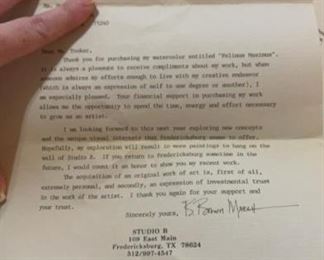 Dear Mr. Tooker,
Thank you for purchasing my watercolor entitled "Felinus Maximus".
It is always a pleasure to receive compliments about my work, but when
someone admires my efforts enough to live with my creative endeavor
(which is always an expression of self to one degree or another), I
am especially pleased. Your financial support in purchasing my work
allows me the opportunity to spend the time, energy and effort necessary
to grow as an artist.
I am looking forward to this next year exploring new concepts
and the unique visual interests that Fredericksburg seems to offer.
Hopefully, my exploration will result in more paintings to hang on the
wall of Studio B. If you return to Fredericksburg sometime in the
future, I would count it an honor to show you my recent work.
The acquisition of an original work of art is, first of all,
extremely personal, and secondly, an expression of investmental trust
in the work of the artist. I thank you again for your support and
your trust.
Sincerely yours,
STUDIO B
109 East Main
Fredericksburg, TX 78624
512/997-4547